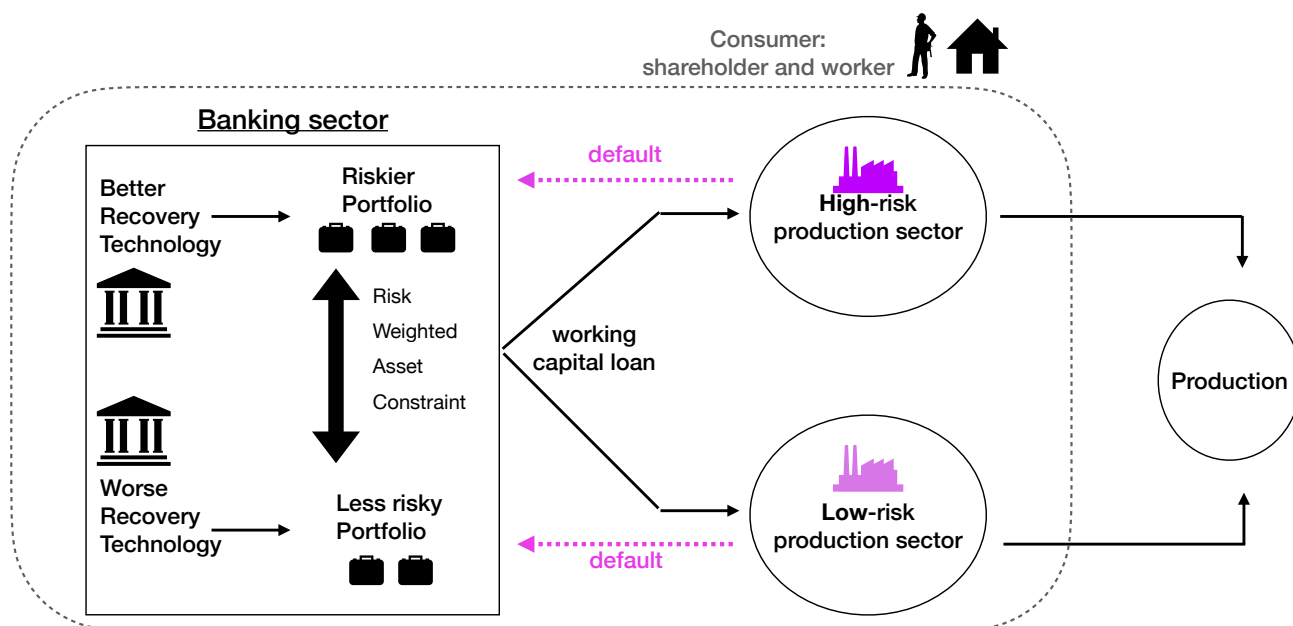 Consumer:
shareholder and worker
Banking sector
Better
Recovery
Technology
Riskier
Portfolio
Risk
Weighted
Asset
Constraint
Worse
Recovery
Technology
Less risky
Portfolio
default
working
capital loan
default
High-risk
production sector
Low-risk
production sector
Production